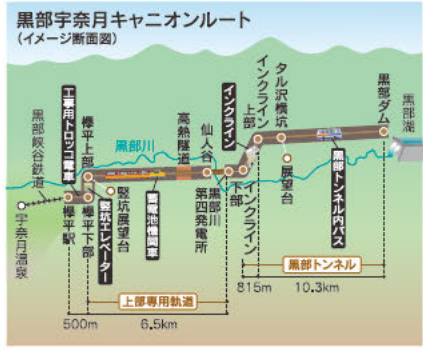 黒部宇奈月キャニオンルート
(イメージ断面図)
黒部峡谷鉄道
宇奈月温泉
工事用トロッコ電車
欅平駅
欅平上部
欅平下部
竪坑エレベーター
竪坑展望台
黒部川
蓄電池機関車
高熱隧道
仙人谷
黒部川
第四発電所
インクライン
インクライン
上部
インクライン
下部
タル沢横坑
展望台
黒部トンネル内バス
黒部ダム
黒部湖
上部専用軌道
黒部トンネル
500m
6.5km
815m
10.3km